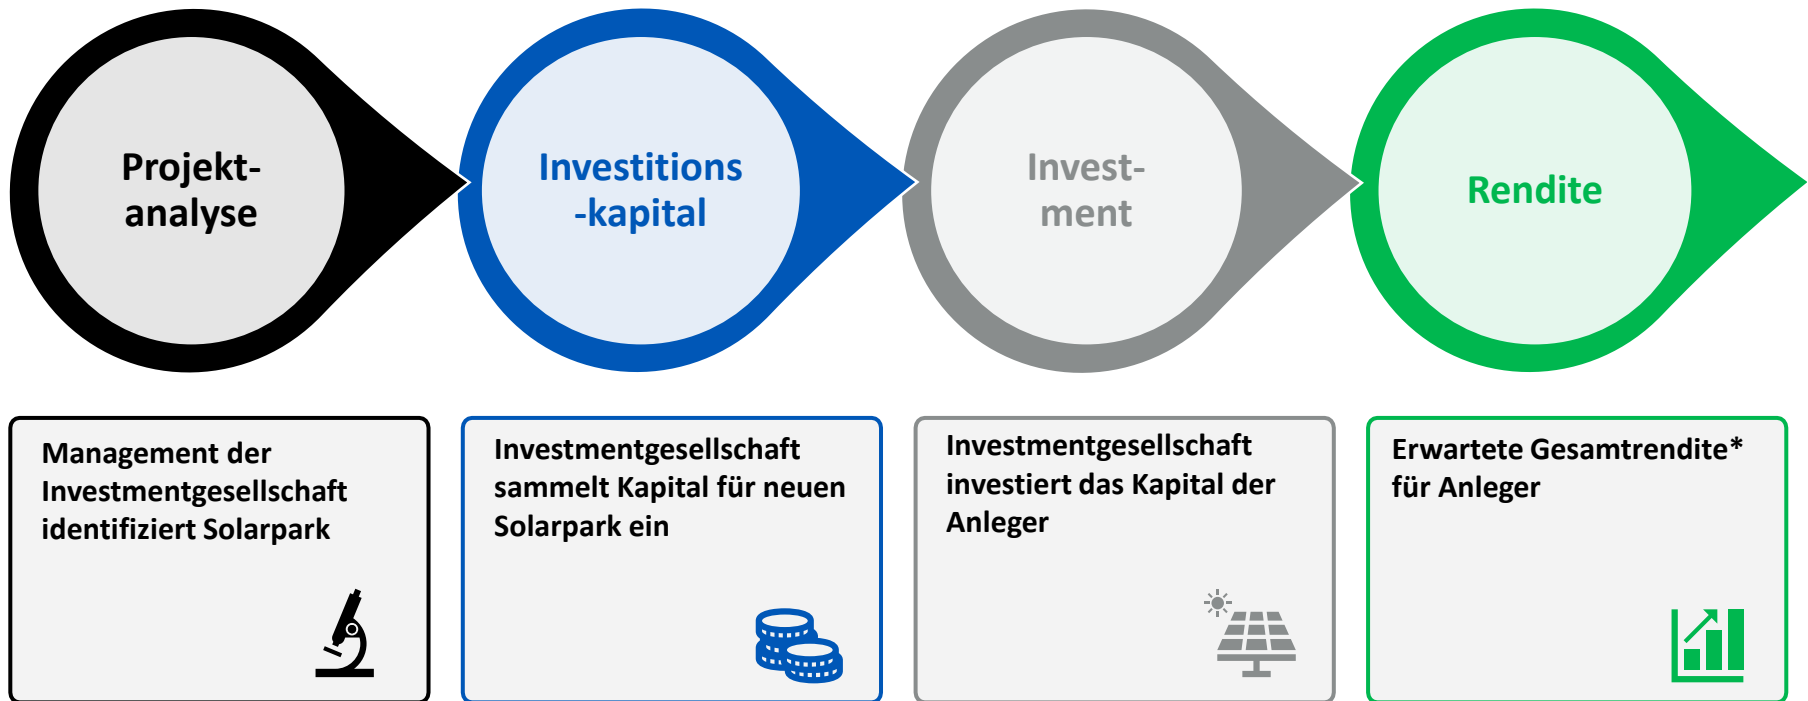 Projekt-
analyse
Investitions
-kapital
Invest-
ment
Rendite
Management der
Investmentgesellschaft
identifiziert Solarpark
Investmentgesellschaft
sammelt Kapital für neuen
Solarpark ein
Investmentgesellschaft
investiert das Kapital der
Anleger
Erwartete Gesamtrendite*
für Anleger